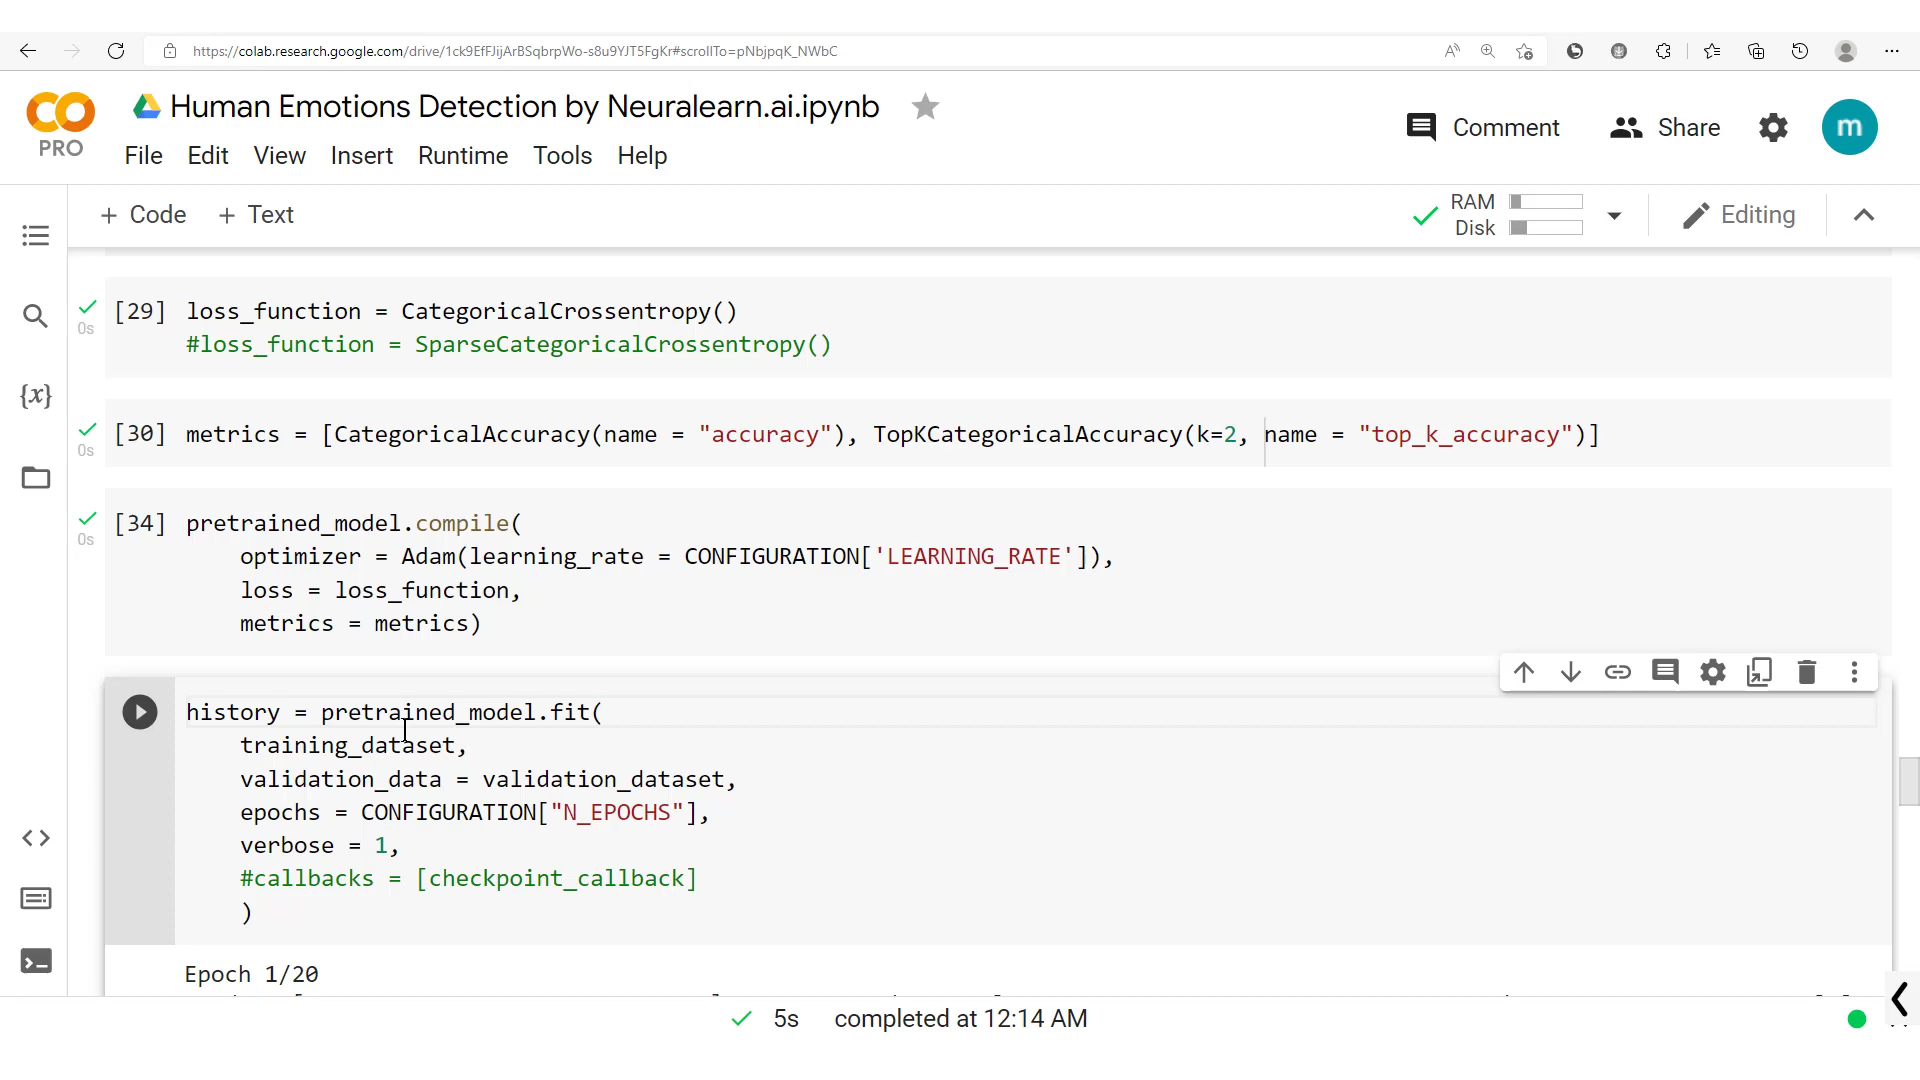 https://colab.research.google.com/drive/1ck9EfFJijArBSqbrpWo-s8u9YJT5FgKr#scrollTo=pNbjpqK_NWbC
Human Emotions Detection by Neuralearn.ai.ipynb
PRO
File Edit View Insert Runtime Tools Help
Comment
Share
m
+ Code + Text
RAM
Disk
Editing
0s
[29] loss_function = CategoricalCrossentropy()
#loss_function = SparseCategoricalCrossentropy()
0s
[30] metrics = [CategoricalAccuracy(name = "accuracy"), TopKCategoricalAccuracy(k=2, name = "top_k_accuracy")]
0s
[34] pretrained_model.compile(
optimizer = Adam(learning_rate = CONFIGURATION['LEARNING_RATE']),
loss = loss_function,
metrics = metrics)
history = pretrained_model.fit(
training_dataset,
validation_data = validation_dataset,
epochs = CONFIGURATION["N_EPOCHS"],
verbose = 1,
#callbacks = [checkpoint_callback]
)
Epoch 1/20
5s completed at 12:14 AM